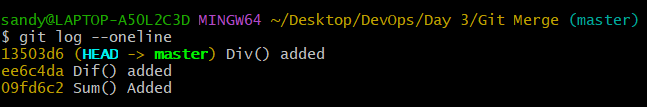 sandy@LAPTOP-A50L2C3D MINGW64 ~/Desktop/DevOps/Day 3/Git Merge (master)
$ git log --oneline
13503d6 (HEAD -> master) Div() added
ee6c4da Dif() added
09fd6c2 Sum() Added